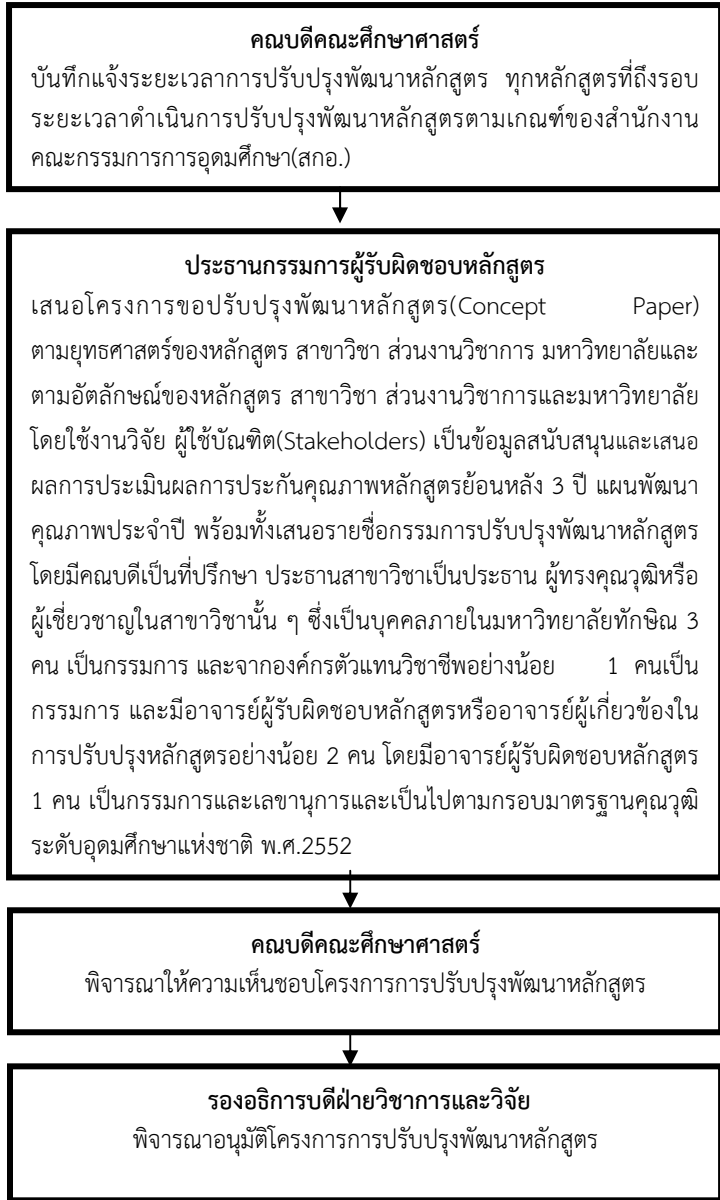 คณบดีคณะศึกษาศาสตร์
บันทึกแจ้งระยะเวลาการปรับปรุงพัฒนาหลักสูตร ทุกหลักสูตรที่ถึงรอบ
ระยะเวลาดำเนินการปรับปรุงพัฒนาหลักสูตรตามเกณฑ์ของสำนักงาน
คณะกรรมการการอุดมศึกษา(สกอ.)
ประธานกรรมการผู้รับผิดชอบหลักสูตร
เสนอโครงการขอปรับปรุงพัฒนาหลักสูตร(Concept Paper)
ตามยุทธศาสตร์ของหลักสูตร สาขาวิชา ส่วนงานวิชาการ มหาวิทยาลัยและ
ตามอัตลักษณ์ของหลักสูตร สาขาวิชา ส่วนงานวิชาการและมหาวิทยาลัย
โดยใช้งานวิจัย ผู้ใช้บัณฑิต(Stakeholders) เป็นข้อมูลสนับสนุนและเสนอ
ผลการประเมินผลการประกันคุณภาพหลักสูตรย้อนหลัง 3 ปี แผนพัฒนา
คุณภาพประจำปี พร้อมทั้งเสนอรายชื่อกรรมการปรับปรุงพัฒนาหลักสูตร
โดยมีคณบดีเป็นที่ปรึกษา ประธานสาขาวิชาเป็นประธาน ผู้ทรงคุณวุฒิหรือ
ผู้เชี่ยวชาญในสาขาวิชานั้น ๆ ซึ่งเป็นบุคคลภายในมหาวิทยาลัยทักษิณ 3
คน เป็นกรรมการ และจากองค์กรตัวแทนวิชาชีพอย่างน้อย 1 คนเป็น
กรรมการ และมีอาจารย์ผู้รับผิดชอบหลักสูตรหรืออาจารย์ผู้เกี่ยวข้องใน
การปรับปรุงหลักสูตรอย่างน้อย 2 คน โดยมีอาจารย์ผู้รับผิดชอบหลักสูตร
1 คน เป็นกรรมการและเลขานุการและเป็นไปตามกรอบมาตรฐานคุณวุฒิ
ระดับอุดมศึกษาแห่งชาติ พ.ศ.2552
คณบดีคณะศึกษาศาสตร์
พิจารณาให้ความเห็นชอบโครงการการปรับปรุงพัฒนาหลักสูตร
รองอธิการบดีฝ่ายวิชาการและวิจัย
พิจารณาอนุมัติโครงการการปรับปรุงพัฒนาหลักสูตร